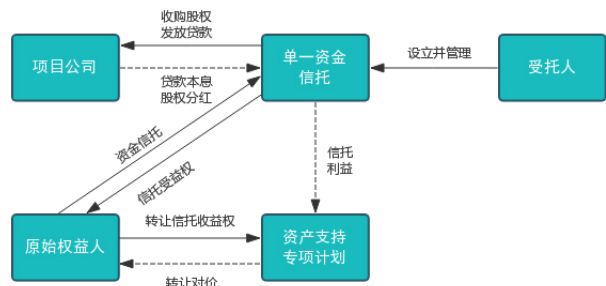 收购股权
发放贷款
项目公司
单一资金
信托
设立并管理
受托人
贷款本息
股权分红
资金信托
信托受益权
信托
利益
原始权益人
转让信托收益权
资产支持
专项计划
转让对价